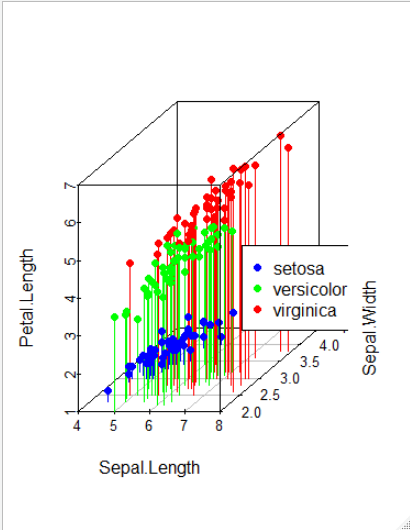 7
6
5
4
3
2
1
Petal.Length
4 5 6 7 8
Sepal.Length
2.0
2.5
3.0
3.5
4.0
Sepal.Width
setosa
versicolor
virginica